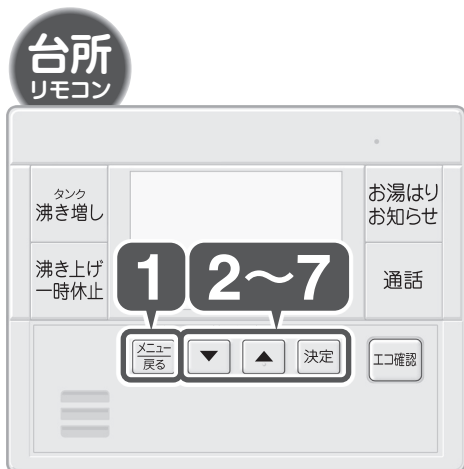 台所
リモコン
タンク
沸き増し
お湯はり
お知らせ
沸き上げ
一時休止
1
2～7
通話
メニュー
戻る
▼
▲
決定
エコ確認